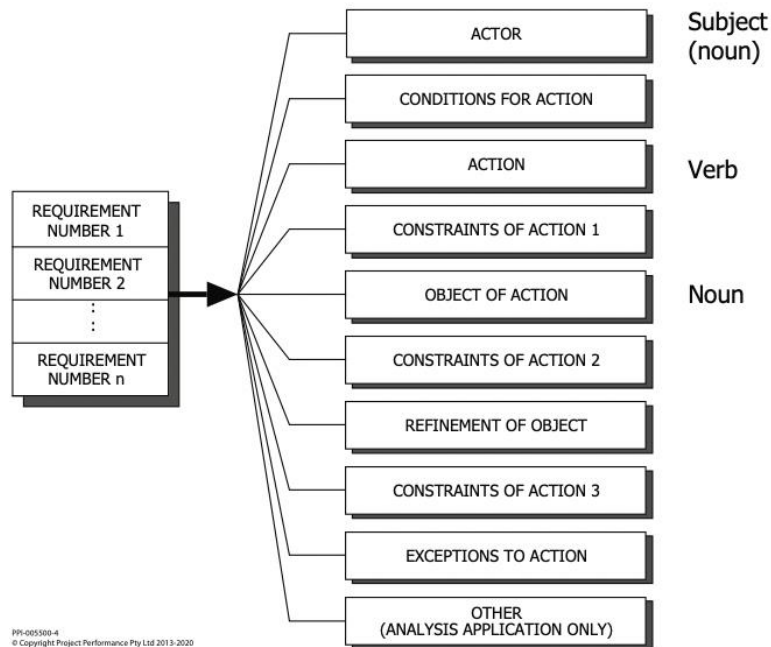 ACTOR
Subject
(noun)
CONDITIONS FOR ACTION
ACTION
Verb
REQUIREMENT
NUMBER 1
CONSTRAINTS OF ACTION 1
REQUIREMENT
NUMBER 2
OBJECT OF ACTION
Noun
:
:
REQUIREMENT
NUMBER n
CONSTRAINTS OF ACTION 2
REFINEMENT OF OBJECT
CONSTRAINTS OF ACTION 3
EXCEPTIONS TO ACTION
OTHER
(ANALYSIS APPLICATION ONLY)
PPI-005500-4
© Copyright Project Performance Pty Ltd 2013-2020